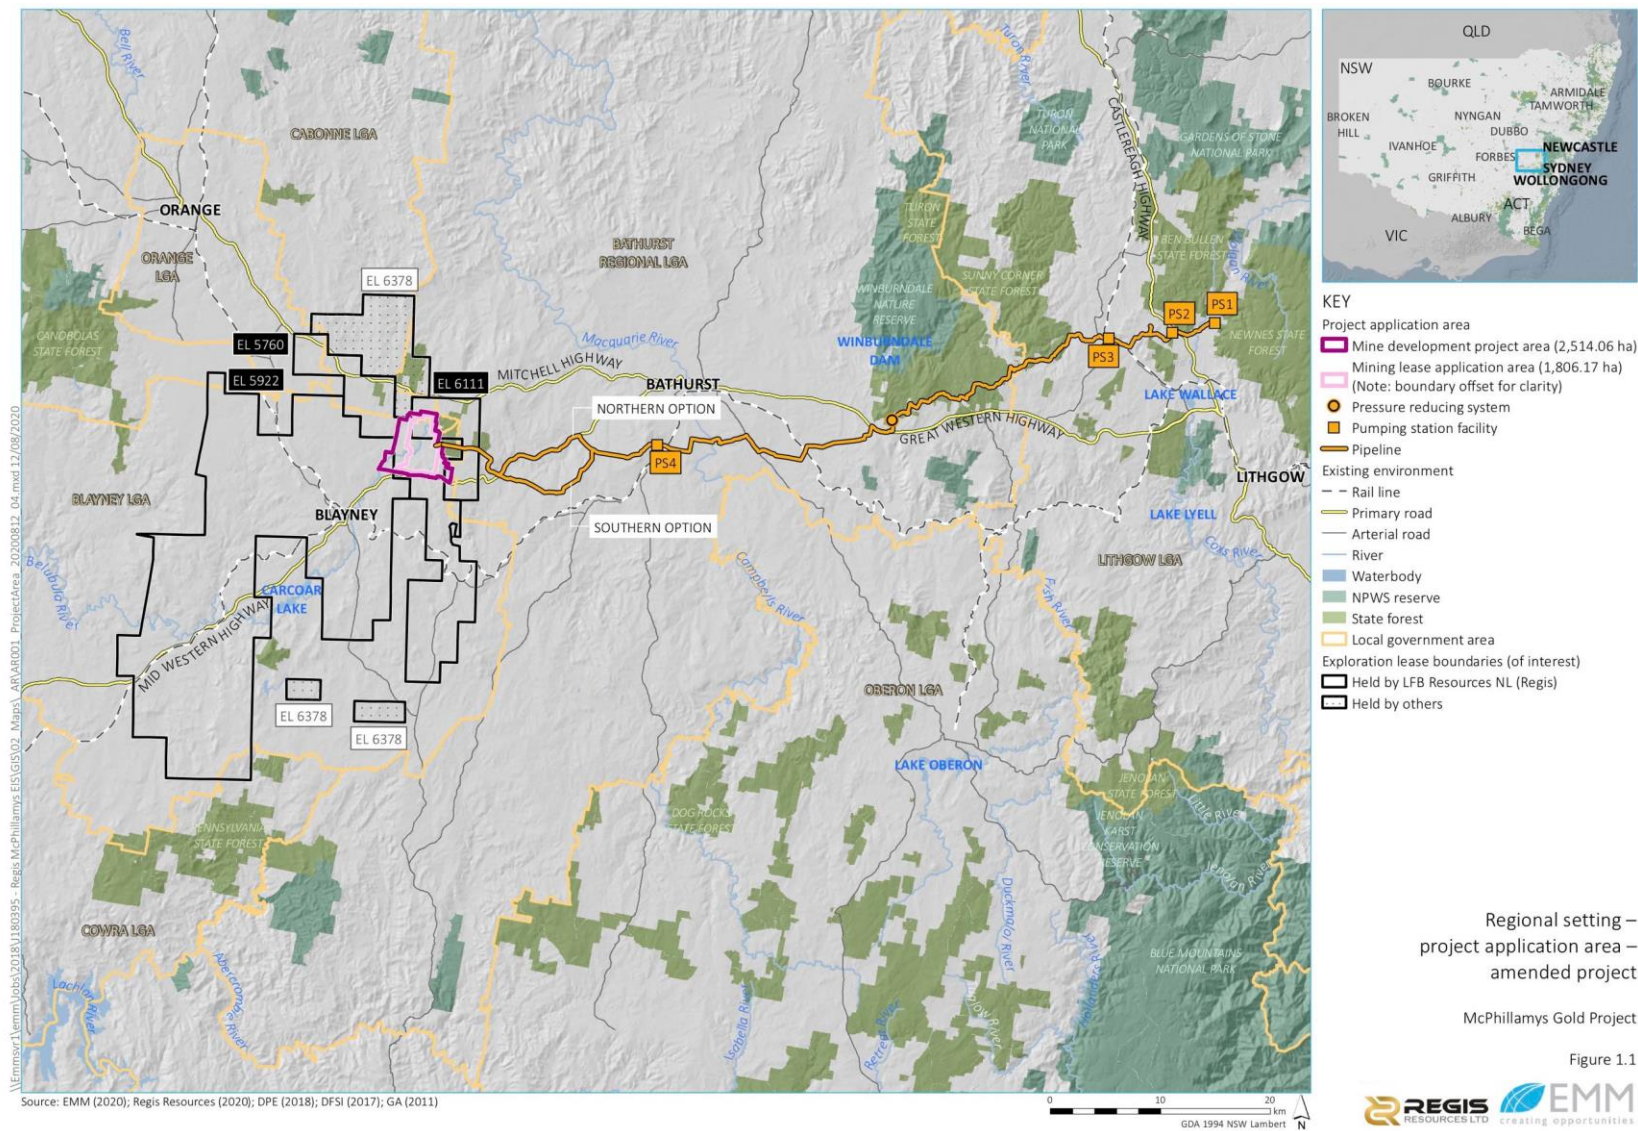 Bell River
CABONNE LGA
ORANGE
ORANGE
LGA
BATHURST
REGIONAL LGA
Turon River
TURON
NATIONAL
PARK
CASTLEREAGH HIGHWAY
GARDENS OF STONE
NATIONAL PARK
TURON
STATE
FOREST
BEN BULLEN
STATE FOREST
SUNNY CORNER
STATE FOREST
WINBURNDALE
NATURE
RESERVE
EL 6378
CANOBOLAS
STATE FOREST
EL 5760
EL 5922
EL 6111
Macquarie River
MITCHELL HIGHWAY
BATHURST
WINBURNDALE
DAM
PS1
PS2
PS3
NEWNES STATE
FOREST
NORTHERN OPTION
GREAT WESTERN HIGHWAY
LAKE WALLACE
PS4
LITHGOW
BLAYNEY LGA
BLAYNEY
SOUTHERN OPTION
LAKE LYELL
Coxs River
LITHGOW LGA
Belubula River
CARCOAR
LAKE
Campbells River
Fish River
MID WESTERN HIGHWAY
EL 6378
EL 6378
OBERON LGA
LAKE OBERON
JENOLAN
STATE FOREST
Little River
JENOLAN
KARST
CONSERVATION
RESERVE
Jenolan River
DOG ROCKS
STATE FOREST
PENNSYLVANIA
STATE FOREST
COWRA LGA
Abercrombie River
Lachlan River
Isabella River
Retreat River
Duckmaloi River
Hollanders River
BLUE MOUNTAINS
NATIONAL PARK
Source: EMM (2020); Regis Resources (2020); DPE (2018); DFSI (2017); GA (2011)
0 10 20
km
GDA 1994 NSW Lambert
N
QLD
NSW
BOURKE
ARMIDALE
TAMWORTH
BROKEN
HILL
NYNGAN
DUBBO
IVANHOE
FORBES
NEWCASTLE
SYDNEY
WOLLONGONG
GRIFFITH
ACT
ALBURY
VIC
BEGA
KEY
Project application area
Mine development project area (2,514.06 ha)
Mining lease application area (1,806.17 ha)
(Note: boundary offset for clarity)
Pressure reducing system
Pumping station facility
Pipeline
Existing environment
Rail line
Primary road
Arterial road
River
Waterbody
NPWS reserve
State forest
Local government area
Exploration lease boundaries (of interest)
Held by LFB Resources NL (Regis)
Held by others
Regional setting –
project application area –
amended project
McPhillamys Gold Project
Figure 1.1
REGIS
RESOURCES LTD
EMM
creating opportunities